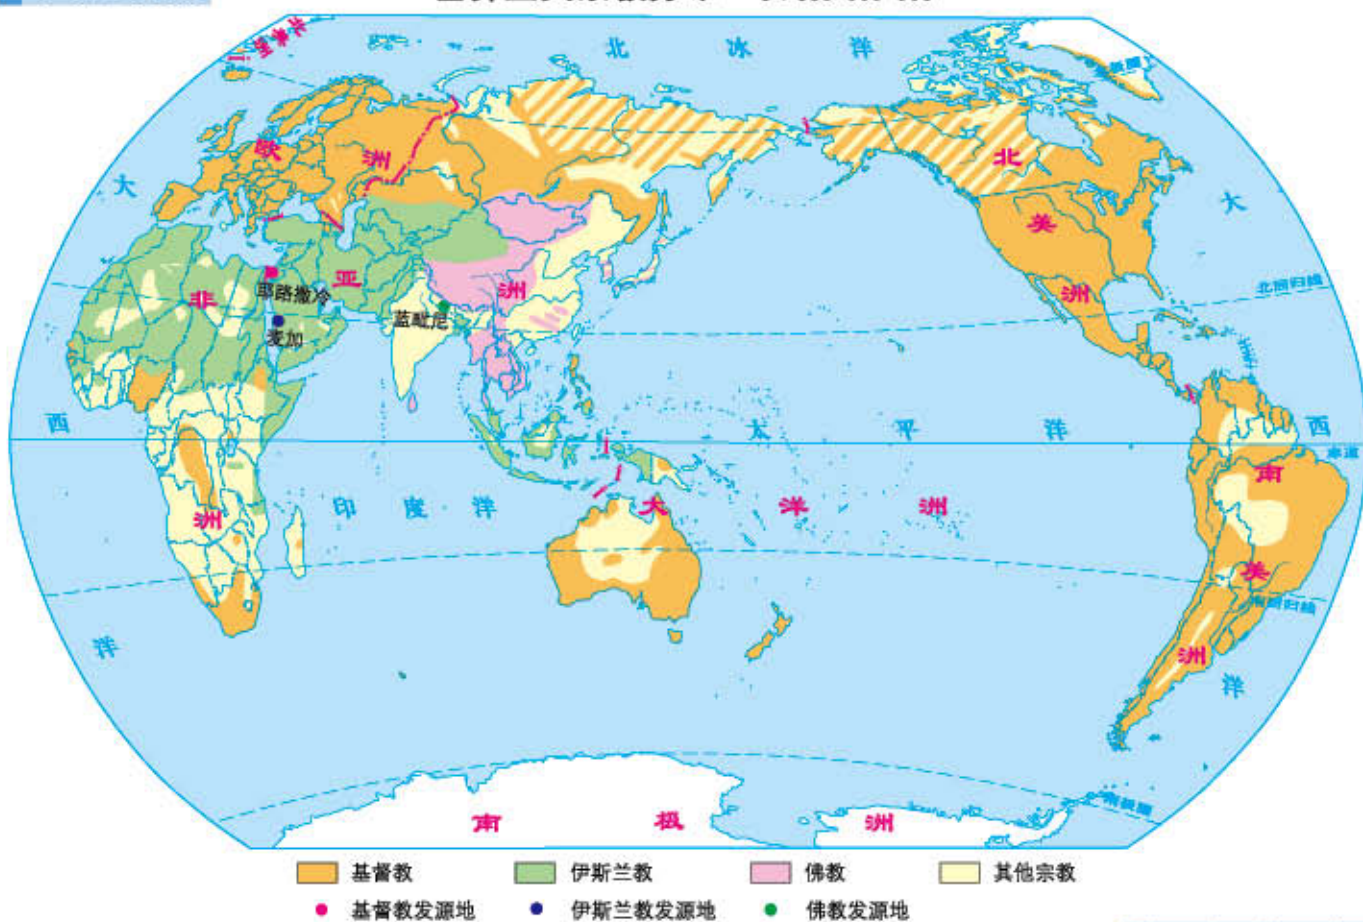 北冰洋
欧洲
北
大
大
美
北回归线
非
耶路撒冷
亚
洲
洲
蓝毗尼
麦加
西
太平洋
西
赤道
南
印度洋
大洋洲
洲
美
南回归线
洲
洋
洋
南极圈
南极洲
基督教
伊斯兰教
佛教
其他宗教
基督教发源地
伊斯兰教发源地
佛教发源地